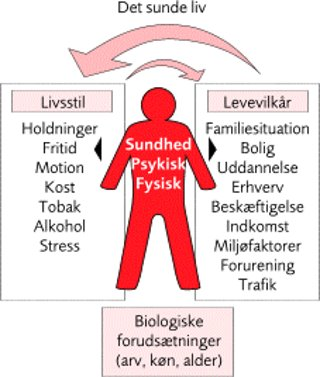 Det sunde liv
Livsstil
Holdninger
Fritid
Motion
Kost
Tobak
Alkohol
Stress
Sundhed
Psykisk
Fysisk
Levevilkår
Familiesituation
Bolig
Uddannelse
Erhverv
Beskæftigelse
Indkomst
Miljøfaktorer
Forurening
Trafik
Biologiske
forudsætninger
(arv, køn, alder)